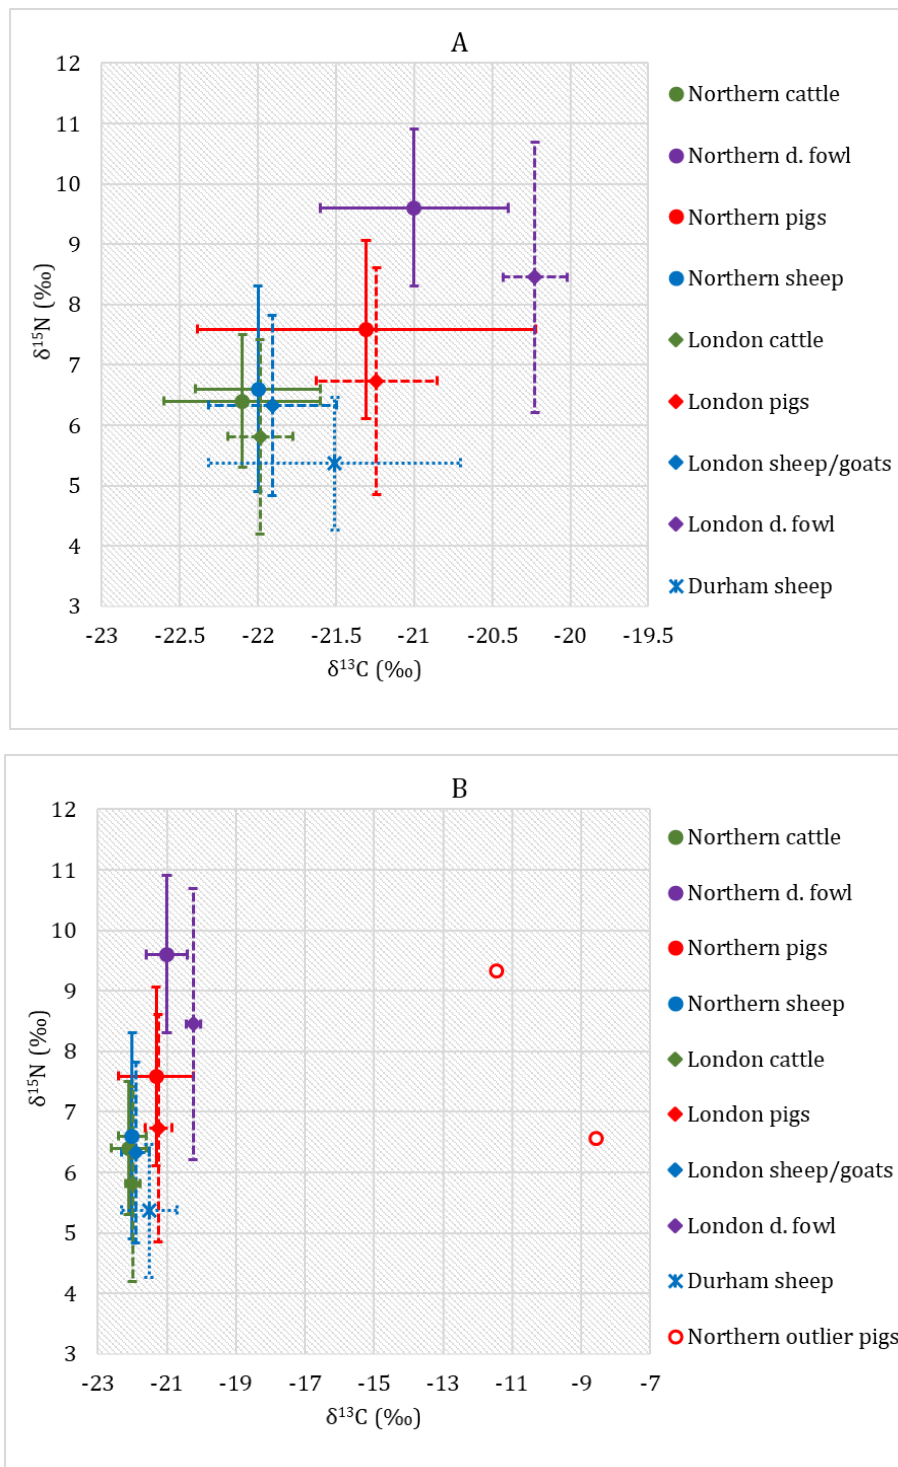 A
12
11
10
9
8
7
6
5
4
3
δ¹⁵N (‰)
-23 -22.5 -22 -21.5 -21 -20.5 -20 -19.5
δ¹³C (‰)
Northern cattle
Northern d. fowl
Northern pigs
Northern sheep
London cattle
London pigs
London sheep/goats
London d. fowl
Durham sheep
B
12
11
10
9
8
7
6
5
4
3
δ¹⁵N (‰)
-23 -21 -19 -17 -15 -13 -11 -9 -7
δ¹³C (‰)
Northern cattle
Northern d. fowl
Northern pigs
Northern sheep
London cattle
London pigs
London sheep/goats
London d. fowl
Durham sheep
Northern outlier pigs